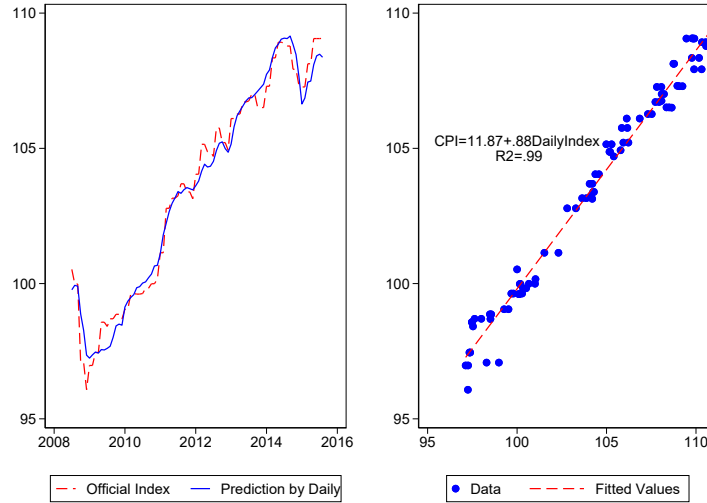 110
105
100
95
2008
2010
2012
2014
2016
Official Index
Prediction by Daily
110
105
100
95
CPI=11.87+.88DailyIndex
R2=.99
95
100
105
110
Data
Fitted Values